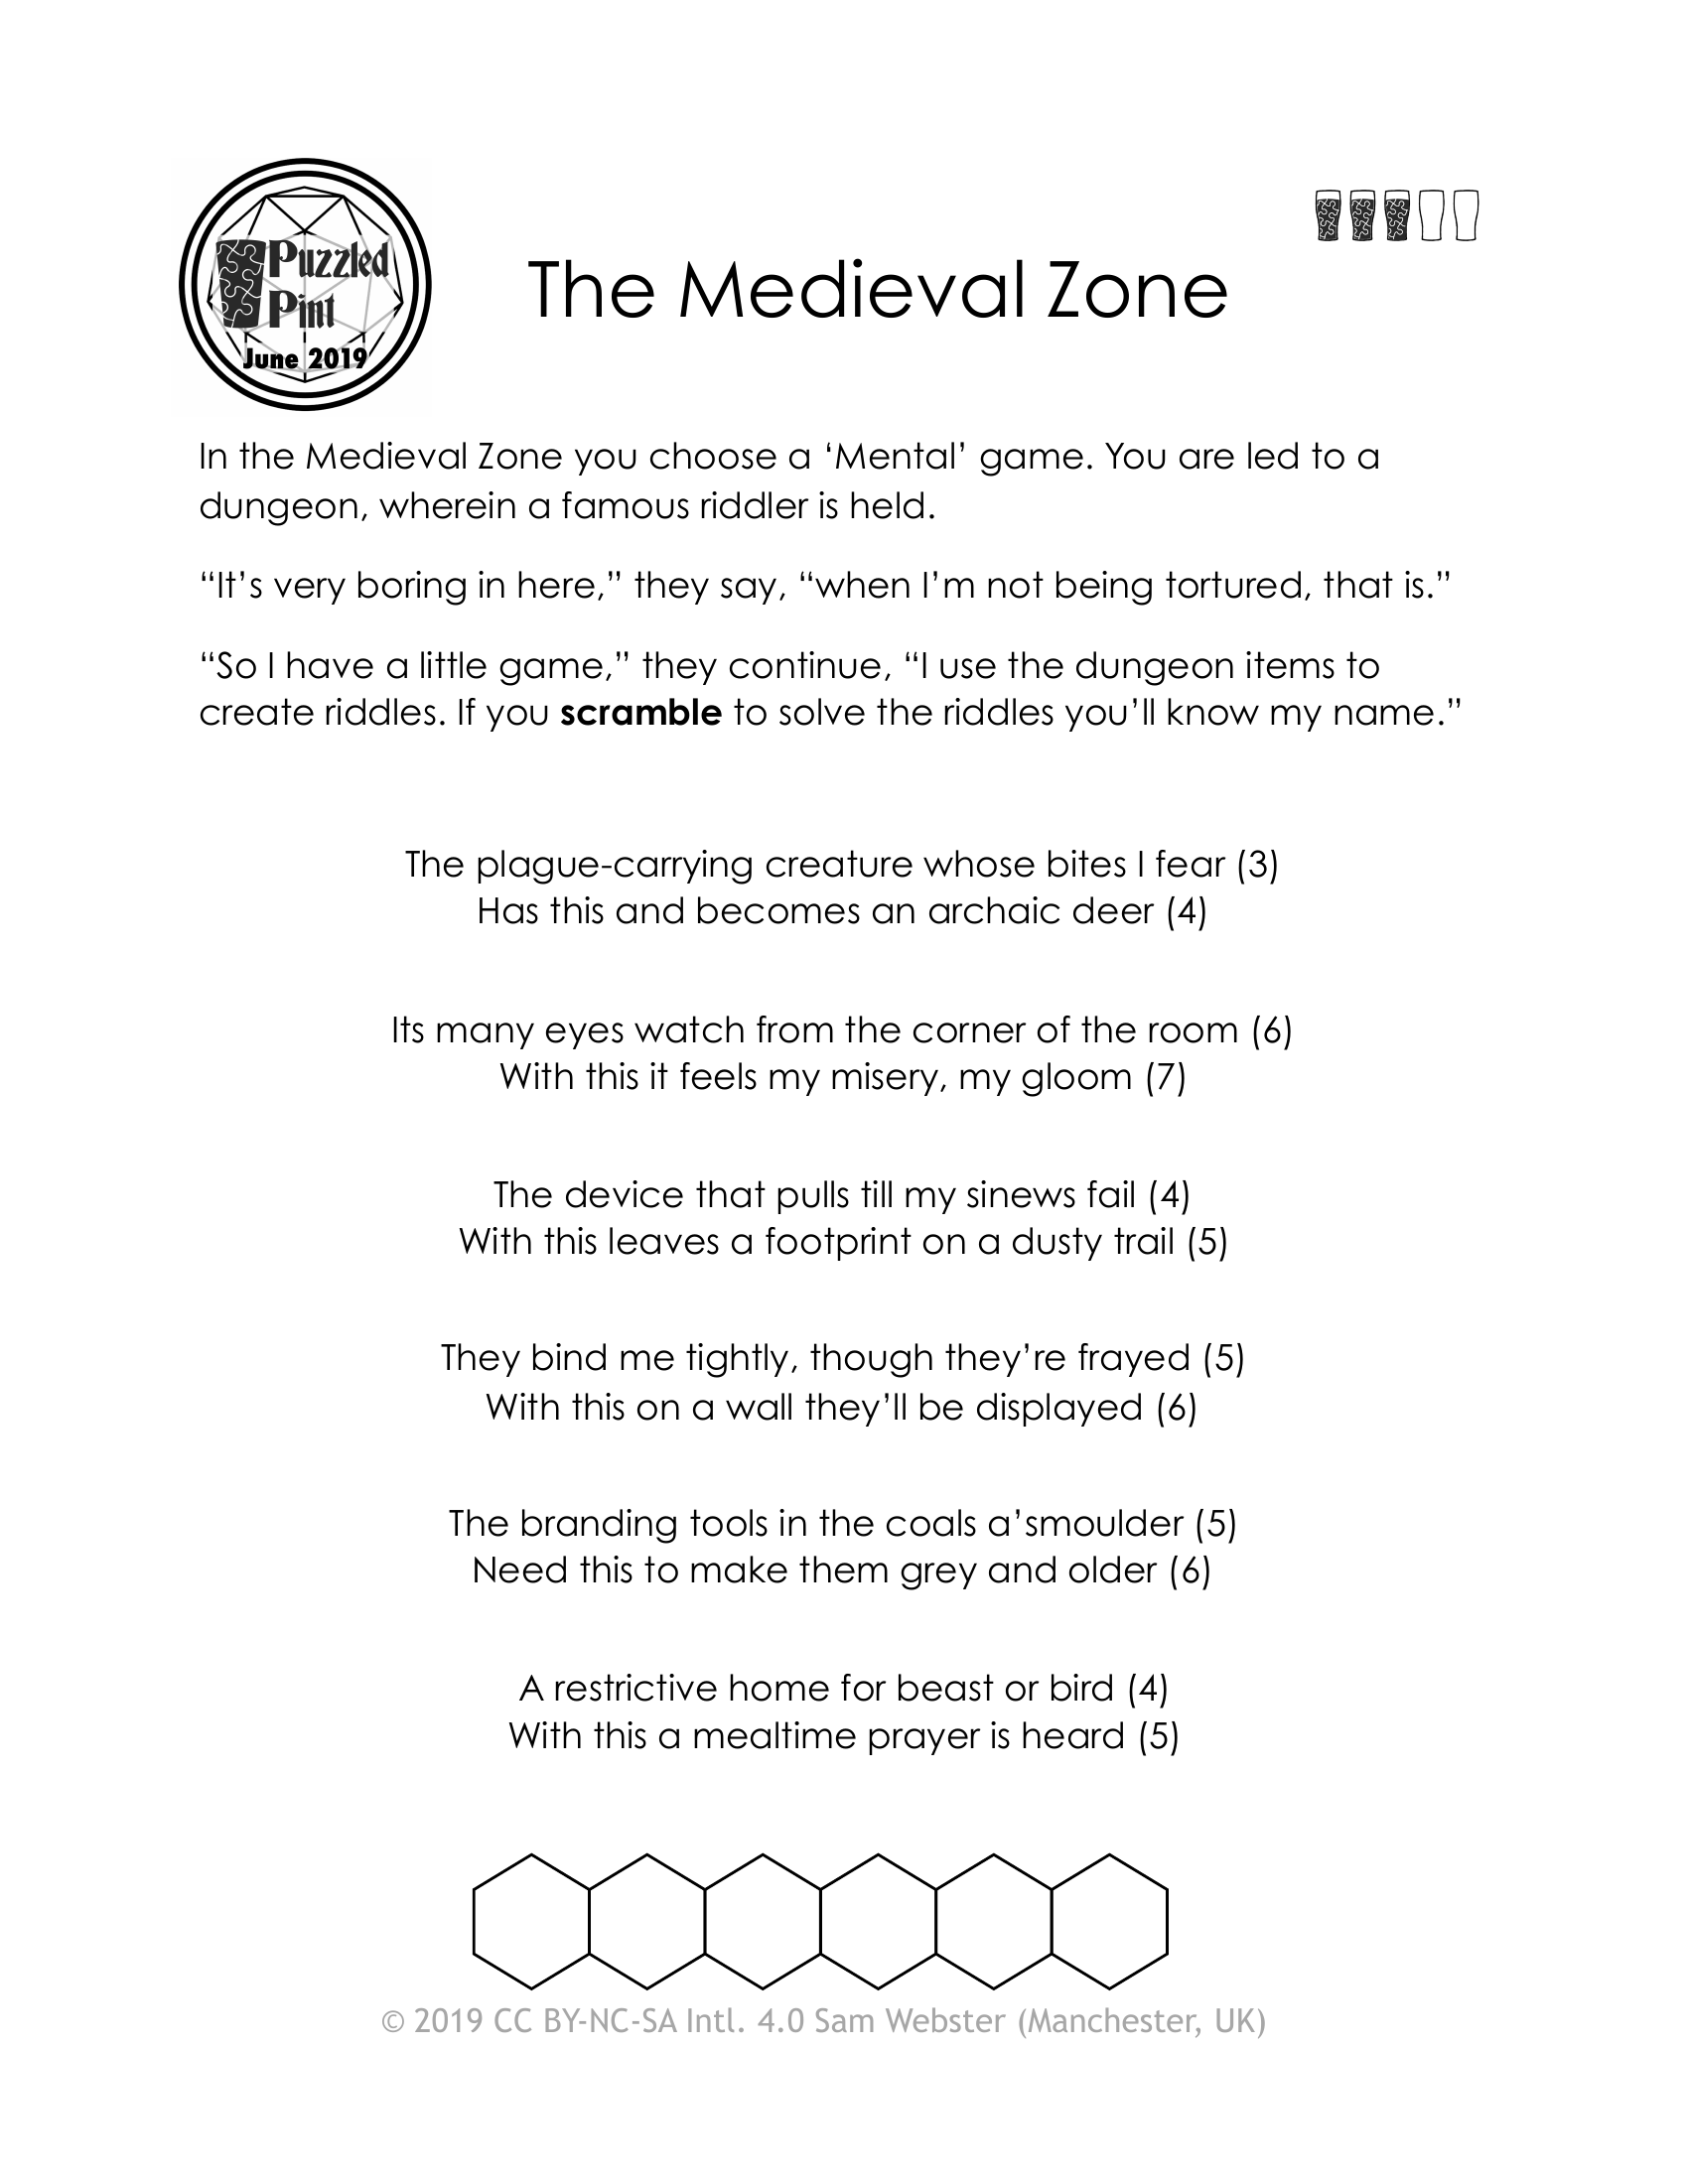 Puzzled
Pint
June 2019
The Medieval Zone
In the Medieval Zone you choose a ‘Mental’ game. You are led to a
dungeon, wherein a famous riddler is held.
“It’s very boring in here,” they say, “when I’m not being tortured, that is.”
“So I have a little game,” they continue, “I use the dungeon items to
create riddles. If you scramble to solve the riddles you’ll know my name.”
The plague-carrying creature whose bites I fear (3)
Has this and becomes an archaic deer (4)
Its many eyes watch from the corner of the room (6)
With this it feels my misery, my gloom (7)
The device that pulls till my sinews fail (4)
With this leaves a footprint on a dusty trail (5)
They bind me tightly, though they’re frayed (5)
With this on a wall they’ll be displayed (6)
The branding tools in the coals a’smoulder (5)
Need this to make them grey and older (6)
A restrictive home for beast or bird (4)
With this a mealtime prayer is heard (5)
© 2019 CC BY-NC-SA Intl. 4.0 Sam Webster (Manchester, UK)